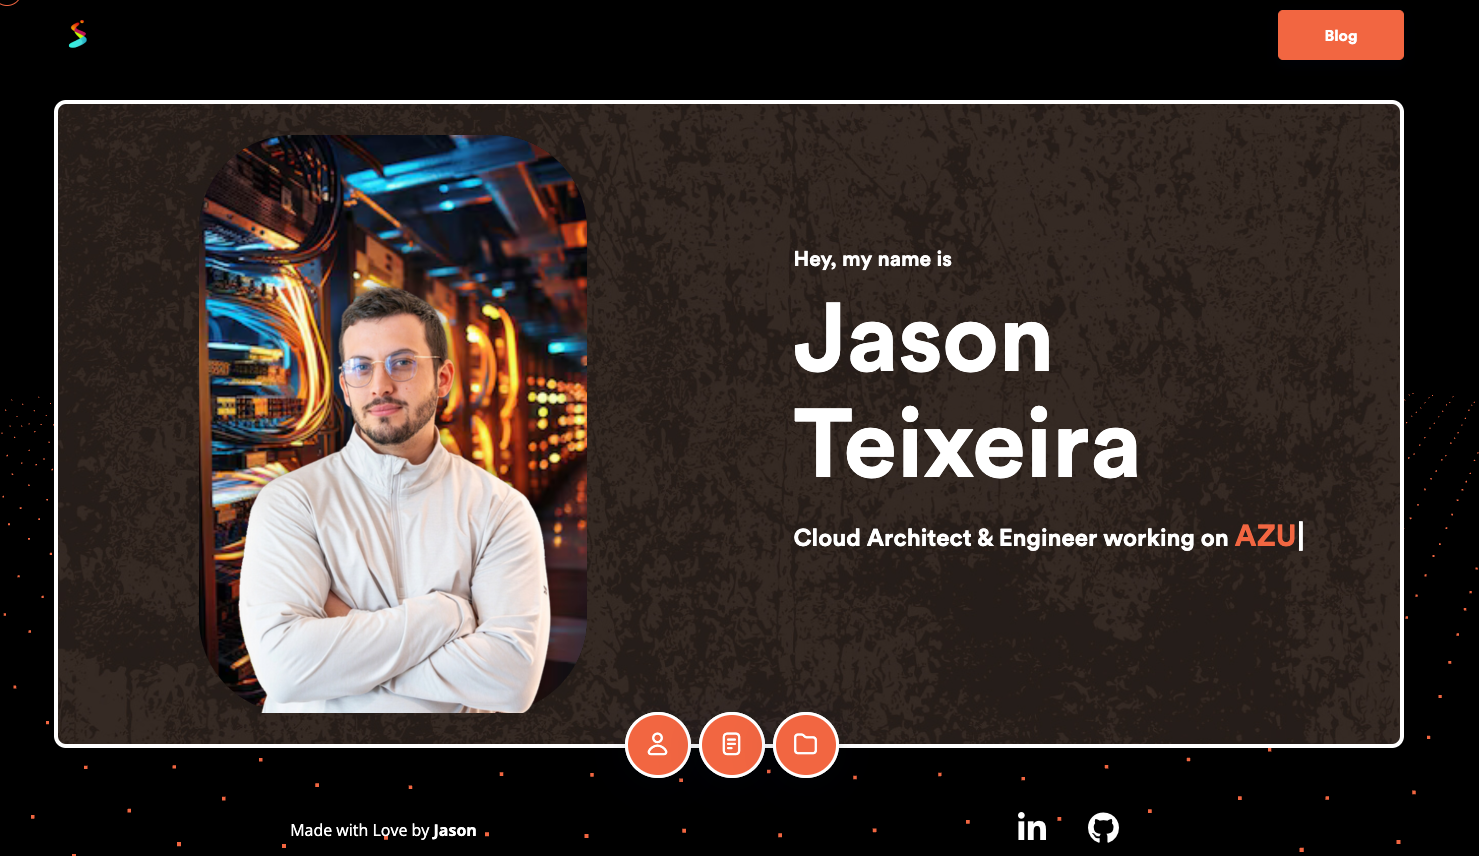 Blog
Hey, my name is
Jason
Teixeira
Cloud Architect & Engineer working on AZU
Made with Love by Jason
in